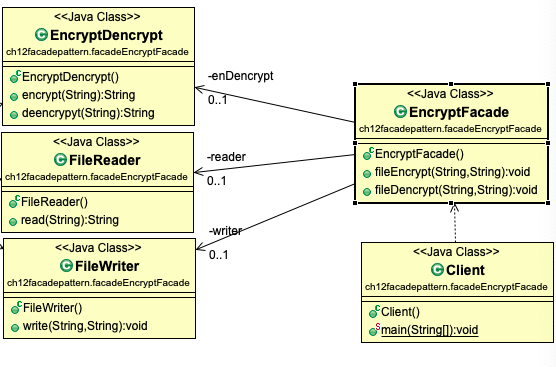 <<Java Class>>
EncryptDencrypt
ch12facadepattern.facadeEncryptFacade
EncryptDencrypt()
encrypt(String):String
deencrypyt(String):String
<<Java Class>>
FileReader
ch12facadepattern.facadeEncryptFacade
FileReader()
read(String):String
<<Java Class>>
FileWriter
ch12facadepattern.facadeEncryptFacade
FileWriter()
write(String,String):void
-enDencrypt
0..1
-reader
0..1
-writer
0..1
<<Java Class>>
EncryptFacade
ch12facadepattern.facadeEncryptFacade
EncryptFacade()
fileEncrypt(String,String):void
fileDencrypt(String,String):void
<<Java Class>>
Client
ch12facadepattern.facadeEncryptFacade
Client()
main(String[]):void